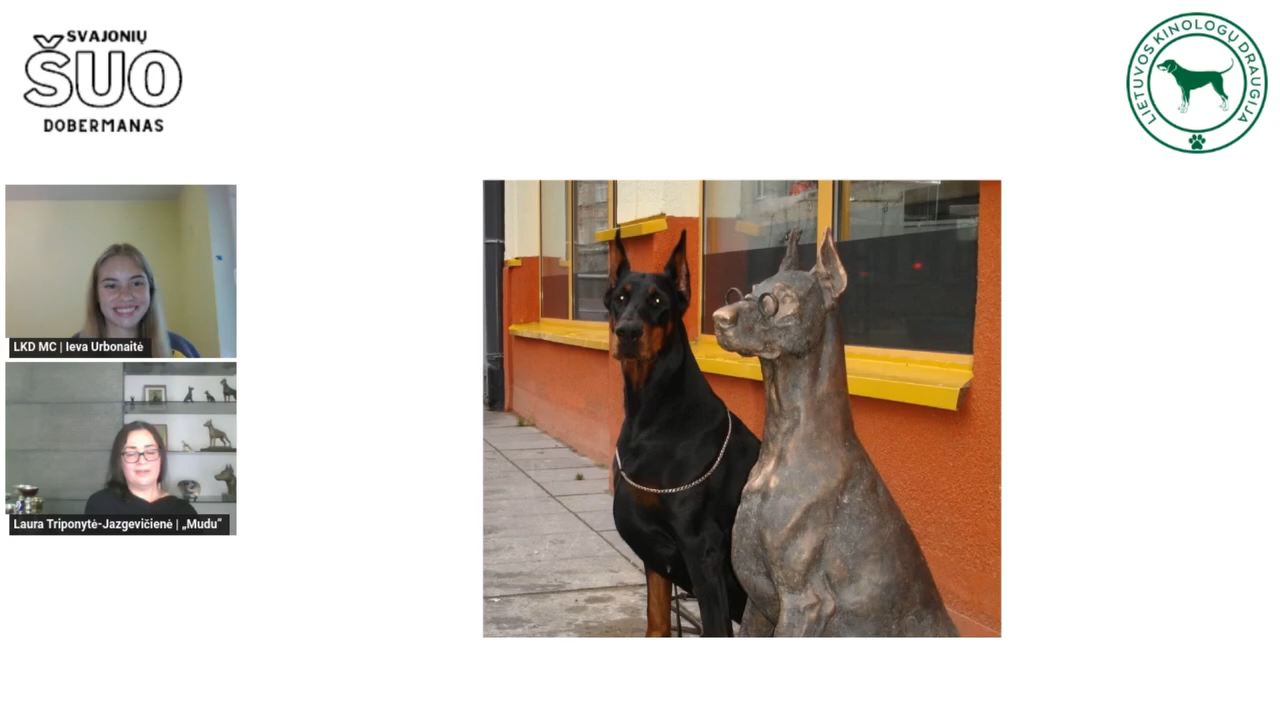 SVAJONIŲ
ŠUO
DOBERMANAS
LIETUVOS KINOLOGŲ DRAUGIJA
LKD MC | Ieva Urbonaitė
Laura Triponytė-Jazgevičienė | „Mudu“